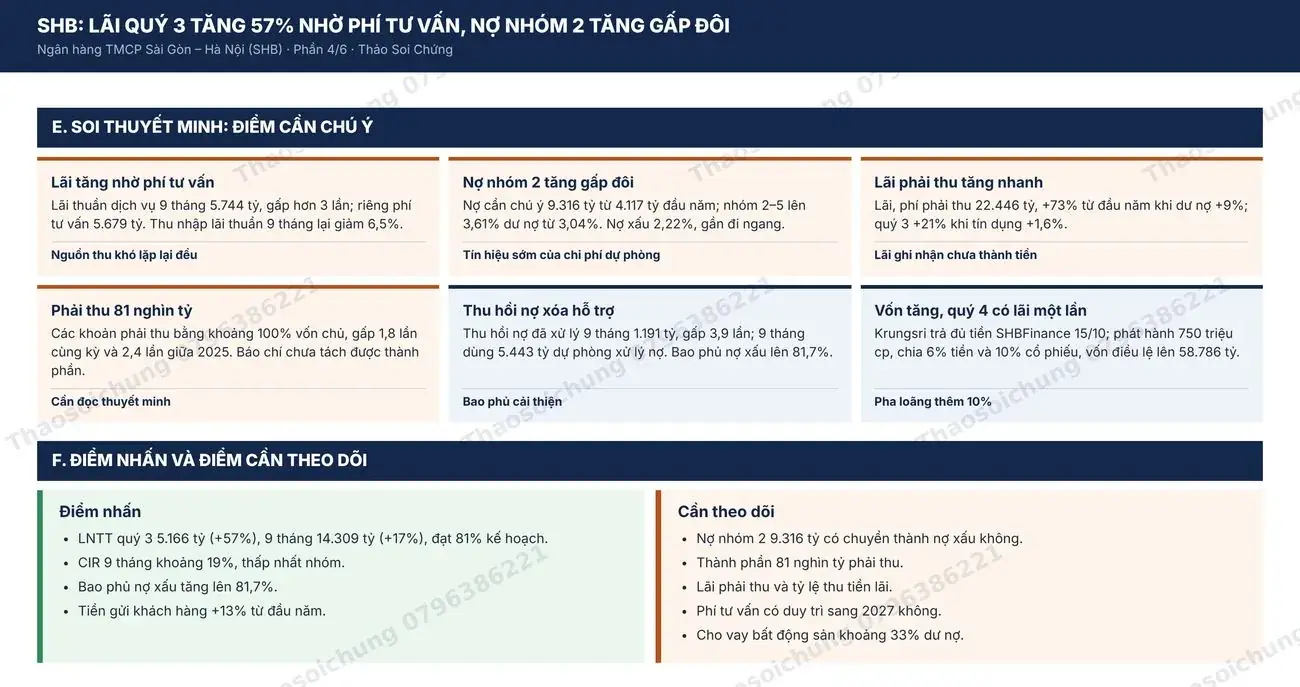 SHB: LÃI QUÝ 3 TĂNG 57% NHỜ PHÍ TƯ VẤN, NỢ NHÓM 2 TĂNG GẤP ĐÔI
Ngân hàng TMCP Sài Gòn – Hà Nội (SHB) · Phần 4/6 · Thảo Soi Chứng
E. SOI THUYẾT MINH: ĐIỂM CẦN CHÚ Ý
Lãi tăng nhờ phí tư vấn
Lãi thuần dịch vụ 9 tháng 5.744 tỷ, gấp hơn 3 lần; riêng phí
tư vấn 5.679 tỷ. Thu nhập lãi thuần 9 tháng lại giảm 6,5%.
Nguồn thu khó lặp lại đều
Nợ nhóm 2 tăng gấp đôi
Nợ cần chú ý 9.316 tỷ từ 4.117 tỷ đầu năm; nhóm 2–5 lên
3,61% dư nợ từ 3,04%. Nợ xấu 2,22%, gần đi ngang.
Tín hiệu sớm của chi phí dự phòng
Lãi phải thu tăng nhanh
Lãi, phí phải thu 22.446 tỷ, +73% từ đầu năm khi dư nợ +9%;
quý 3 +21% khi tín dụng +1,6%.
Lãi ghi nhận chưa thành tiền
Phải thu 81 nghìn tỷ
Các khoản phải thu bằng khoảng 100% vốn chủ, gấp 1,8 lần
cùng kỳ và 2,4 lần giữa 2025. Báo chí chưa tách được thành
phần.
Cần đọc thuyết minh
Thu hồi nợ xóa hỗ trợ
Thu hồi nợ đã xử lý 9 tháng 1.191 tỷ, gấp 3,9 lần; 9 tháng
dùng 5.443 tỷ dự phòng xử lý nợ. Bao phủ nợ xấu lên 81,7%.
Bao phủ cải thiện
Vốn tăng, quý 4 có lãi một lần
Krungsri trả đủ tiền SHBFinance 15/10; phát hành 750 triệu
cp, chia 6% tiền và 10% cổ phiếu, vốn điều lệ lên 58.786 tỷ.
Pha loãng thêm 10%
F. ĐIỂM NHẤN VÀ ĐIỂM CẦN THEO DÕI
Điểm nhấn
• LNTT quý 3 5.166 tỷ (+57%), 9 tháng 14.309 tỷ (+17%), đạt 81% kế hoạch.
• CIR 9 tháng khoảng 19%, thấp nhất nhóm.
• Bao phủ nợ xấu tăng lên 81,7%.
• Tiền gửi khách hàng +13% từ đầu năm.
Cần theo dõi
• Nợ nhóm 2 9.316 tỷ có chuyển thành nợ xấu không.
• Thành phần 81 nghìn tỷ phải thu.
• Lãi phải thu và tỷ lệ thu tiền lãi.
• Phí tư vấn có duy trì sang 2027 không.
• Cho vay bất động sản khoảng 33% dư nợ.
Thaosoichung 0796386221